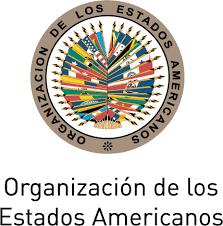 ORGANIZACION DE LOS ESTADOS AMERICANOS
Organización de los
Estados Americanos